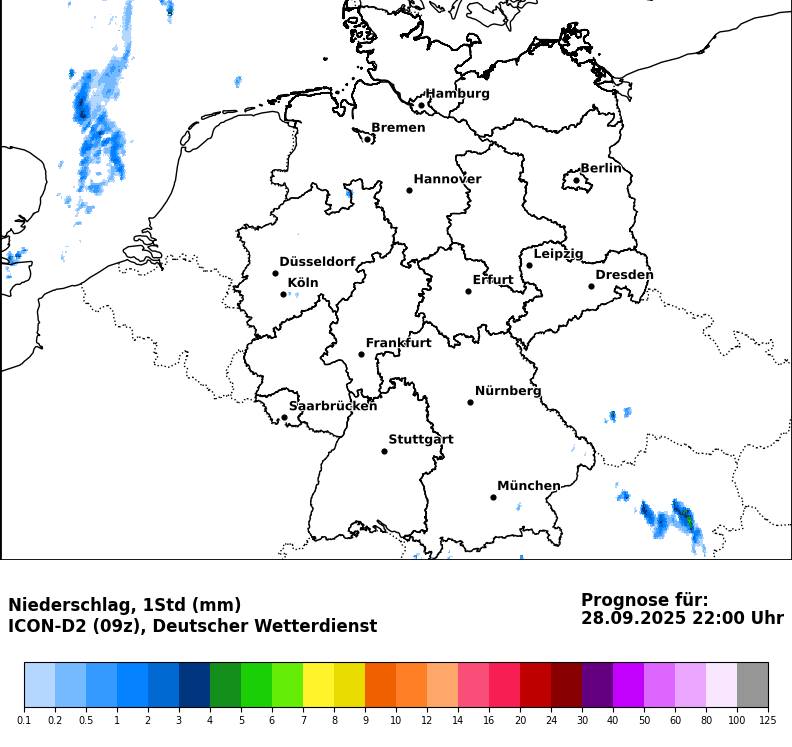 Hamburg
Bremen
Berlin
Hannover
Leipzig
Düsseldorf
Dresden
Köln
Erfurt
Frankfurt
Nürnberg
Saarbrücken
Stuttgart
München
Niederschlag, 1Std (mm)
ICON-D2 (09z), Deutscher Wetterdienst
Prognose für:
28.09.2025 22:00 Uhr
0.1 0.2 0.5 1 2 3 4 5 6 7 8 9 10 12 14 16 20 24 30 40 50 60 80 100 125